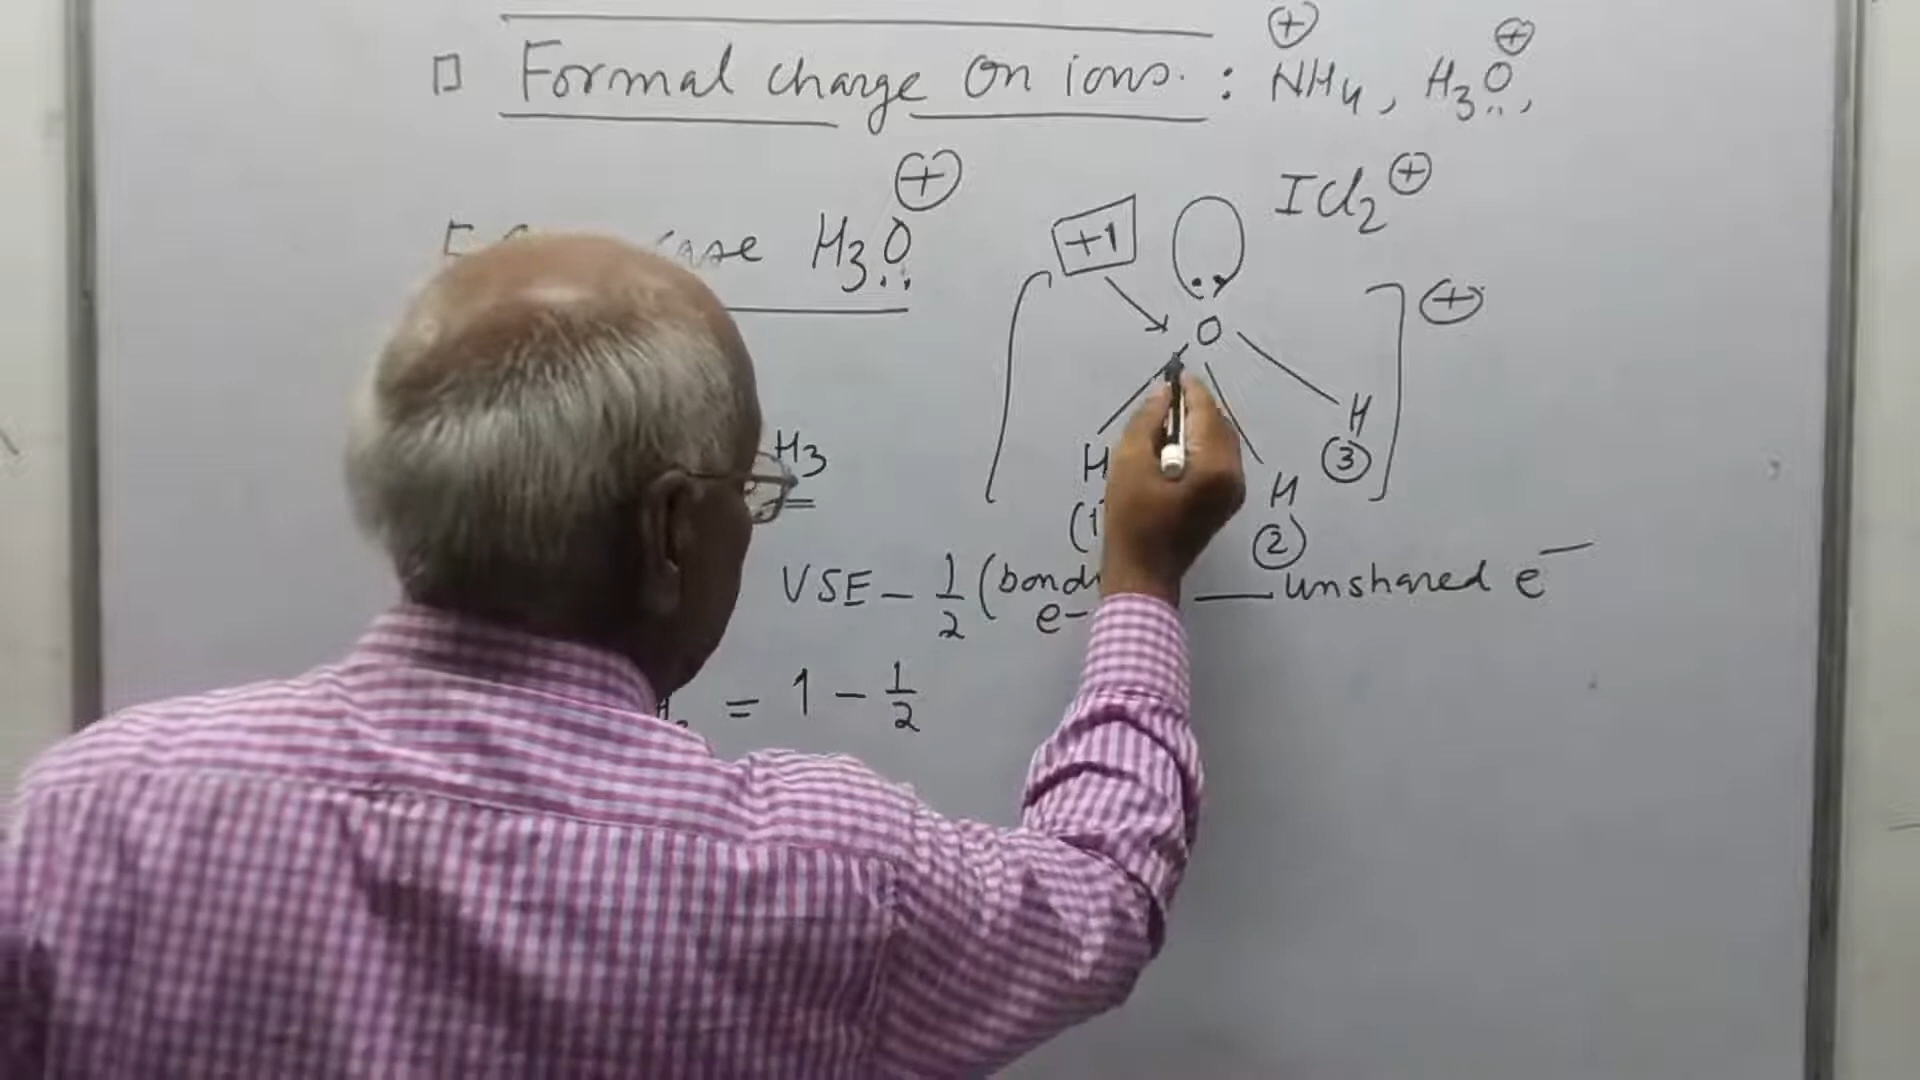 □ Formal charge on ions. : NH4⊕, H3O⊕,
ICl2⊕
case H3O⊕
+1
O
H H H ⊕
(1 ② ③
H3
VSE – 1/2 (bond e– — unshared e–
= 1 – 1/2